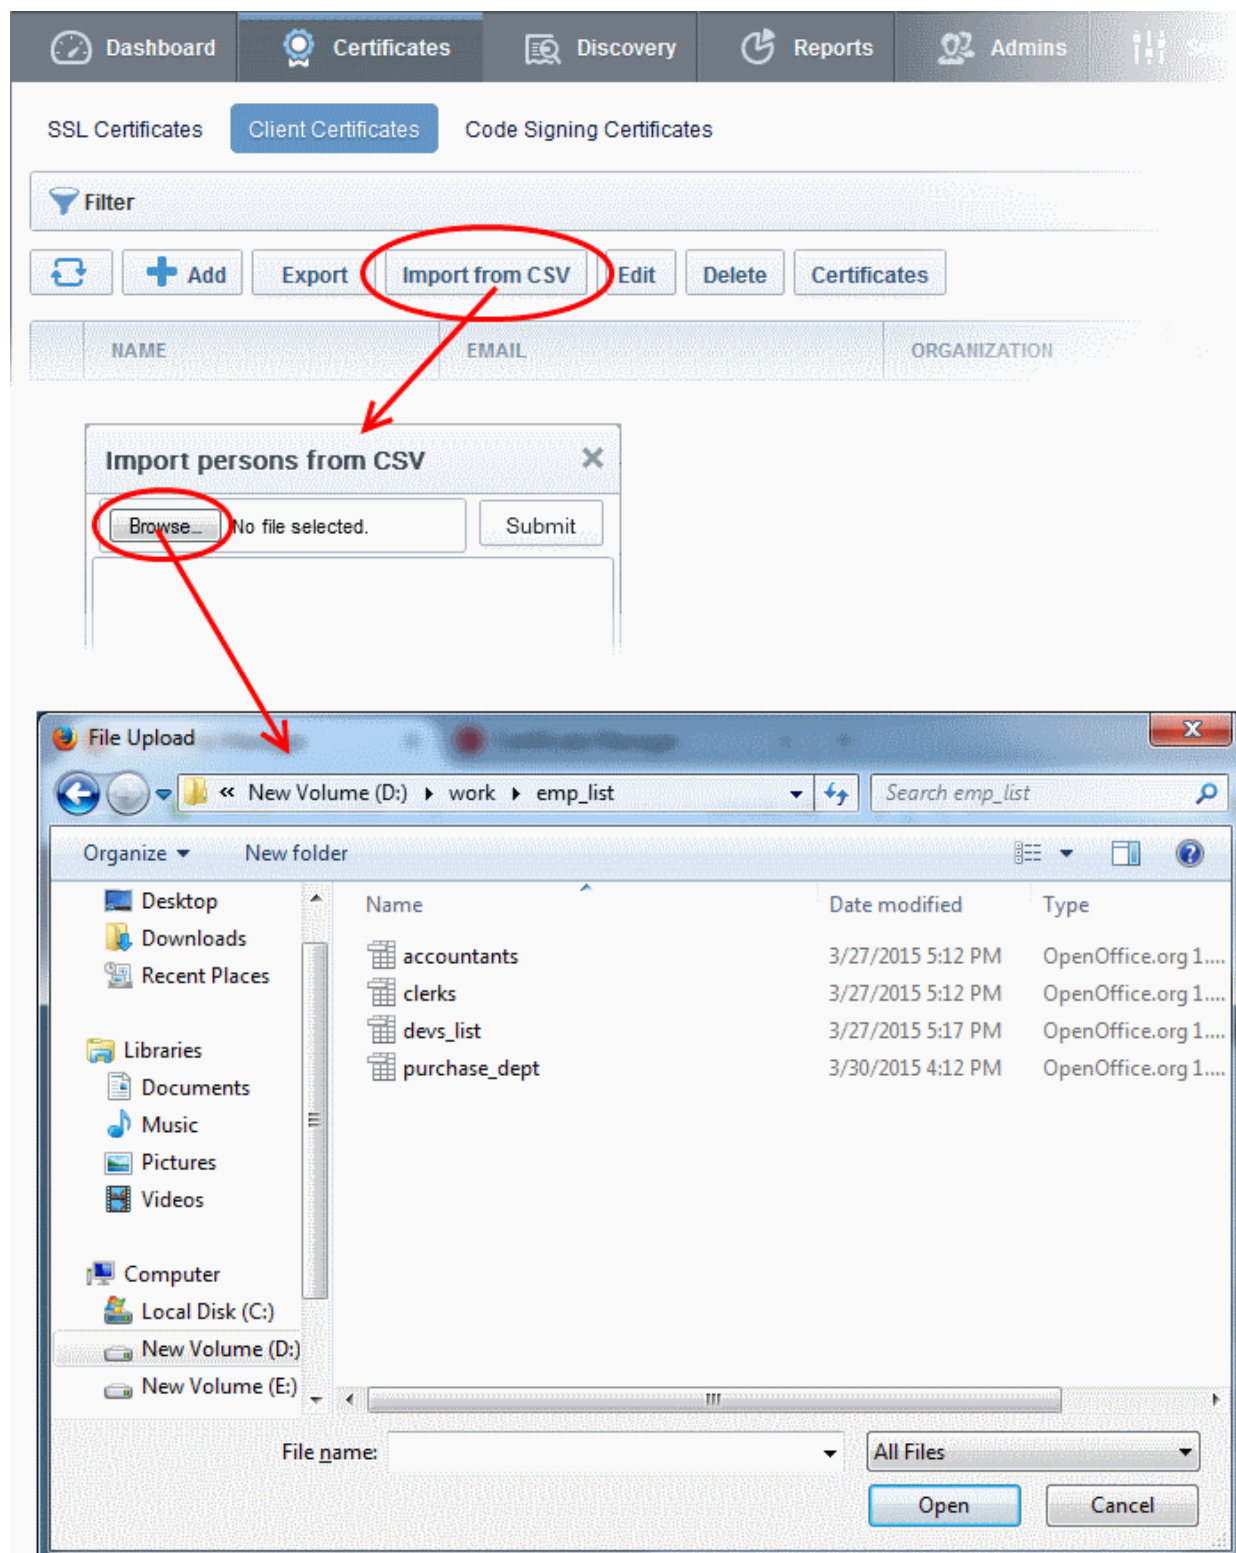 Dashboard Certificates Discovery Reports Admins
SSL Certificates Client Certificates Code Signing Certificates
Filter
Add Export Import from CSV Edit Delete Certificates
NAME EMAIL ORGANIZATION
Import persons from CSV
Browse... No file selected. Submit
File Upload
« New Volume (D:) work emp_list Search emp_list
Organize New folder
Desktop Name Date modified Type
Downloads
Recent Places
accountants 3/27/2015 5:12 PM OpenOffice.org 1....
clerks 3/27/2015 5:12 PM OpenOffice.org 1....
Libraries devs_list 3/27/2015 5:17 PM OpenOffice.org 1....
Documents purchase_dept 3/30/2015 4:12 PM OpenOffice.org 1....
Music
Pictures
Videos
Computer
Local Disk (C:)
New Volume (D:)
New Volume (E:)
File name: All Files
Open Cancel